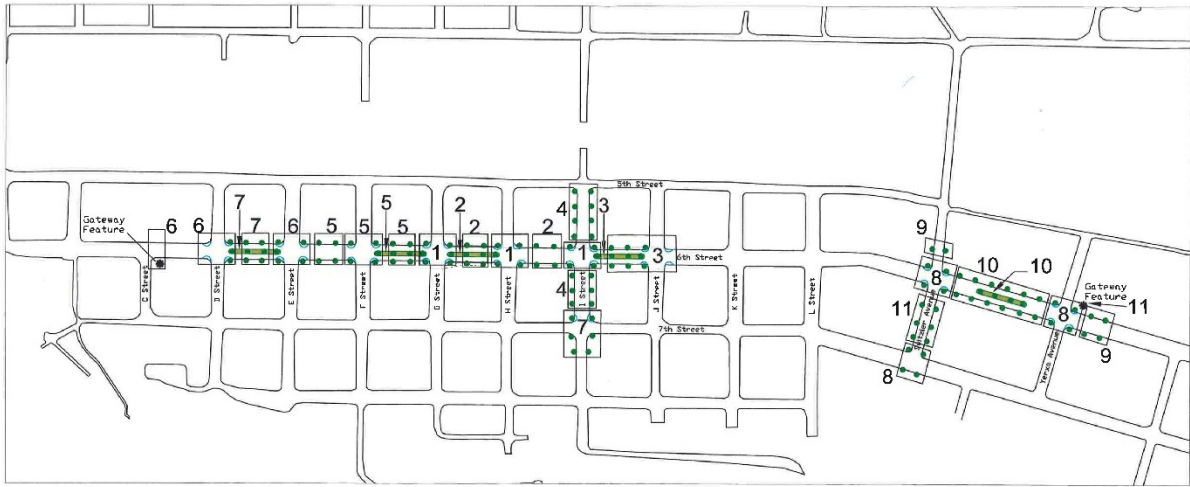 5th Street
7
6
6
7
6
5
5
5
5
1
2
2
1
2
4
1
3
3
6th Street
Gateway
Feature
C Street
D Street
E Street
F Street
G Street
H Street
I Street
J Street
K Street
L Street
4
7th Street
7
9
8
10
10
Gateway
Feature
11
8
9
11
Avenue
Yerxa Avenue
8